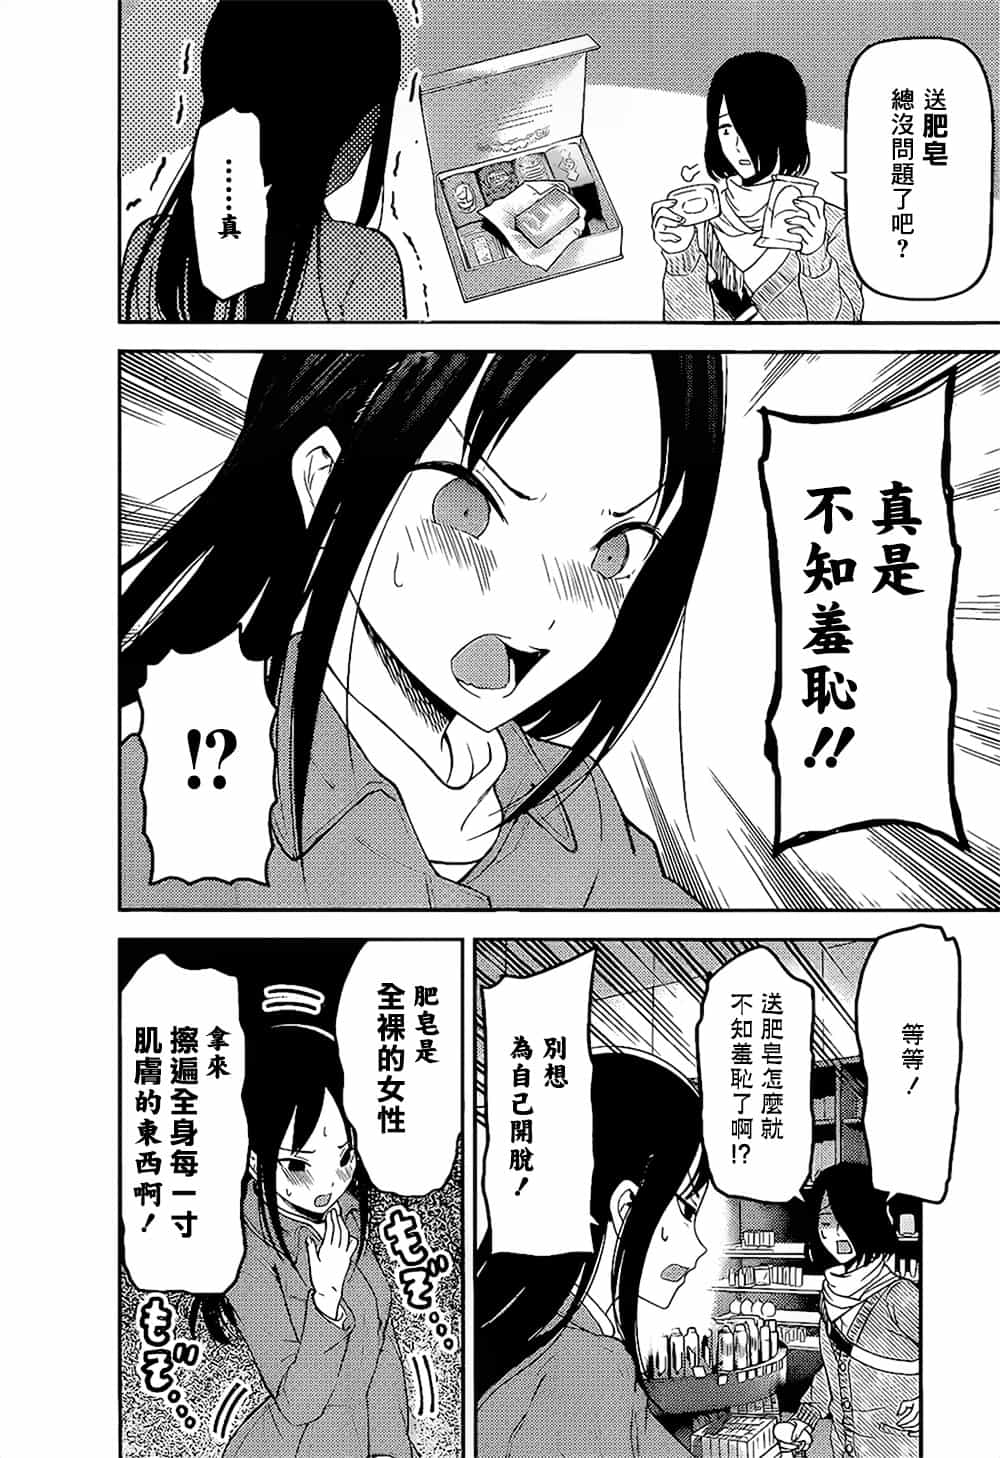 送肥皂
總沒問題了吧?
……真
真是
不知羞恥!!
!?
等等!
送肥皂怎麼就
不知羞恥了啊!?
別想
為自己開脫!
肥皂是
全裸的女性
拿來
擦遍全身每一寸
肌膚的東西啊!
もぞ…
もぞ…